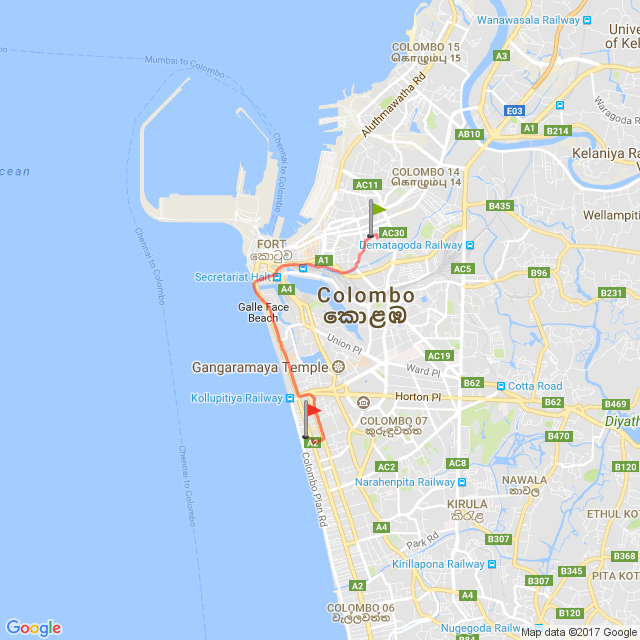 Wanawasala Railway
Univer
of Kel
COLOMBO 15
කොළඹ 15
Mumbai to Colombo
A3
Aluthmawatha Rd
E03
Waragoda Rd
A1
B214
AB10
Kelaniya Ra
Chennai to Colombo
COLOMBO 14
කොළඹ 14
cean
AC11
B435
Wellampiti
AC30
FORT
කොටුව
Dematagoda Railway
A1
AC5
Secretariat Halt
B96
A4
B231
Colombo
කොළඹ
Galle Face
Beach
Union Pl
Chennai to Colombo
AC19
Gangaramaya Temple
Ward Pl
B62
Cotta Road
Kollupitiya Railway
Horton Pl
B62
B469
COLOMBO 07
කුරුඳුවත්ත
Diyath
A2
B470
Colombo Plan Rd
AC2
AC8
B120
Narahenpita Railway
NAWALA
නාවල
Colombo to Colombo
KIRULA
කිරුළ
ETHUL KOT
A4
B307
Park Rd
B368
Kirillapona Railway
B345
PITA KOT
A2
B307
A4
B120
COLOMBO 06
වැල්ලවත්ත
Nugegoda Railway
Google
Map data ©2017 Google